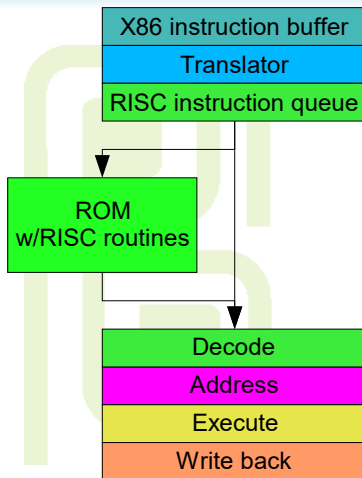 X86 instruction buffer
Translator
RISC instruction queue
ROM
w/RISC routines
Decode
Address
Execute
Write back